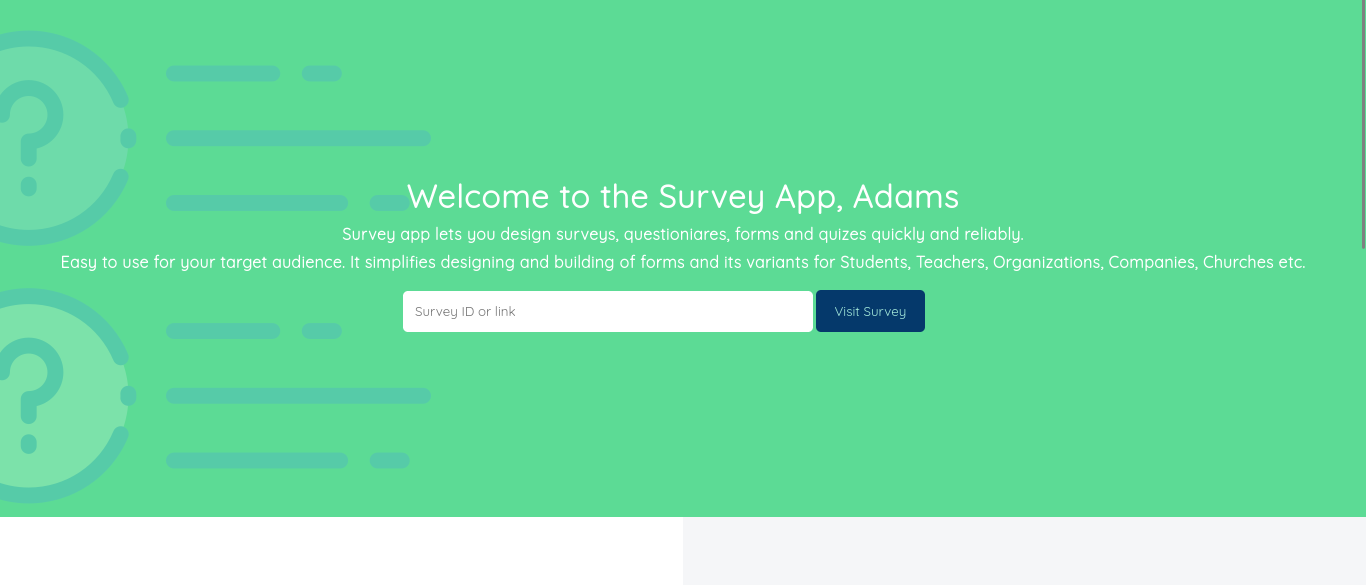 Welcome to the Survey App, Adams
Survey app lets you design surveys, questioniares, forms and quizes quickly and reliably.
Easy to use for your target audience. It simplifies designing and building of forms and its variants for Students, Teachers, Organizations, Companies, Churches etc.
Survey ID or link
Visit Survey